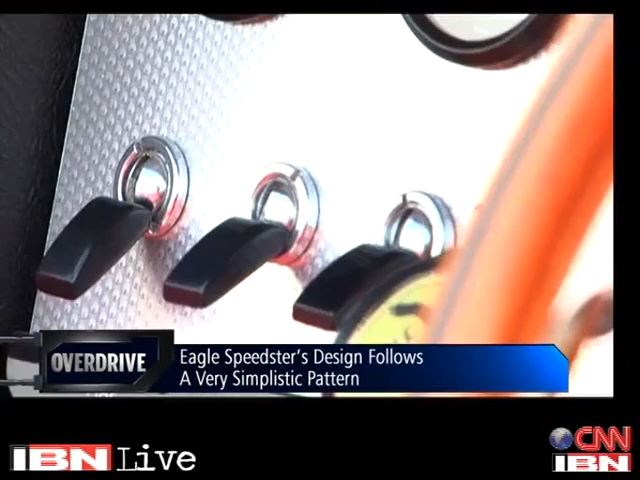 OVERDRIVE
Eagle Speedster's Design Follows
A Very Simplistic Pattern
IBN Live
CNN
IBN